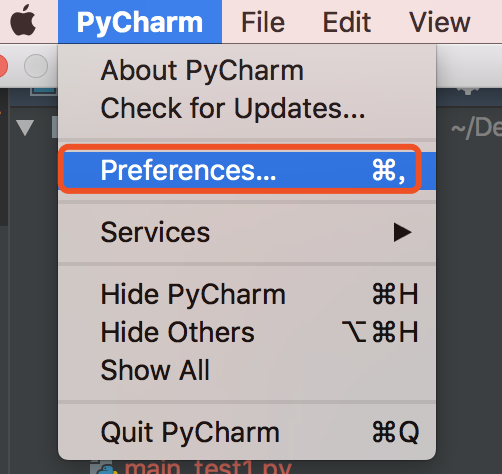 PyCharm File Edit View
About PyCharm
Check for Updates...
~/De
Preferences... ⌘,
Services ▶
Hide PyCharm ⌘H
Hide Others ⌥⌘H
Show All
Quit PyCharm ⌘Q
main_test1.py